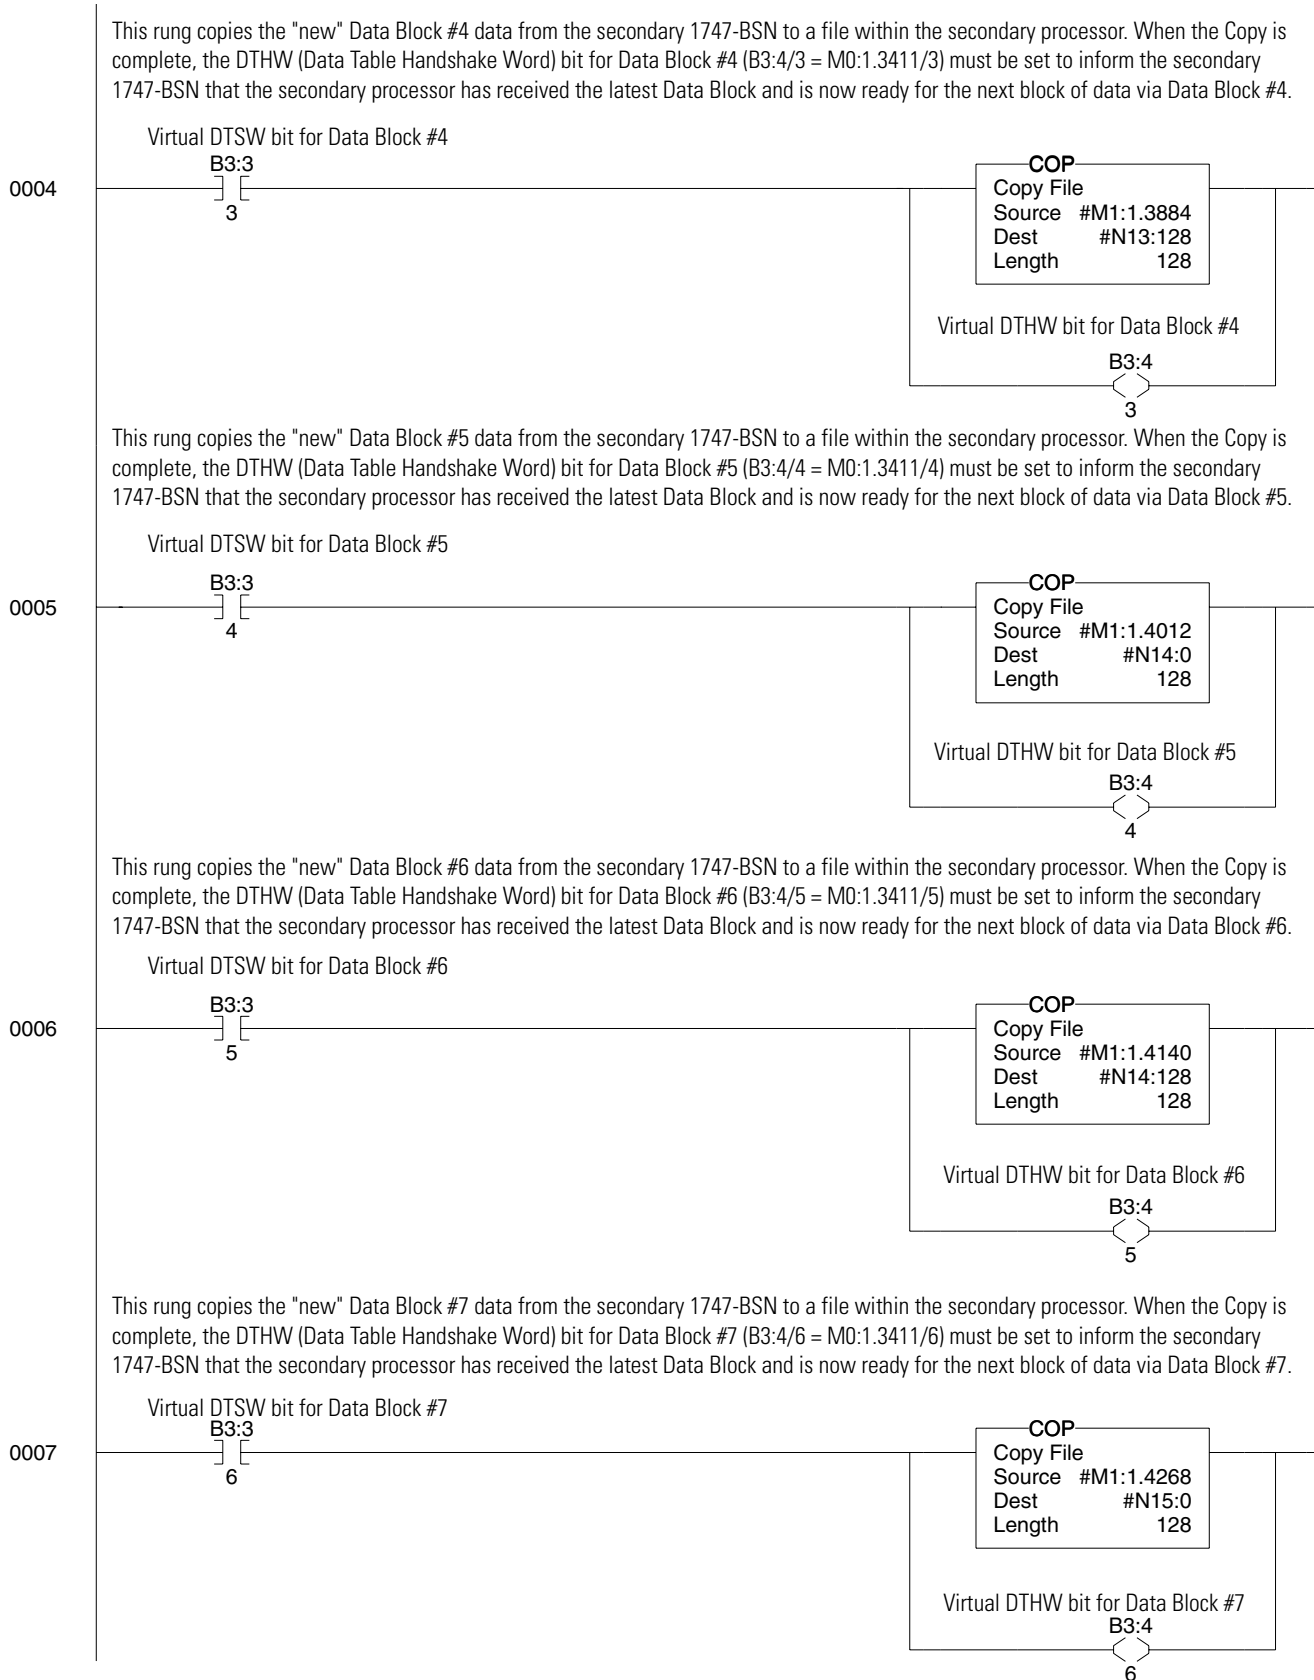 This rung copies the "new" Data Block #4 data from the secondary 1747-BSN to a file within the secondary processor. When the Copy is
complete, the DTHW (Data Table Handshake Word) bit for Data Block #4 (B3:4/3 = M0:1.3411/3) must be set to inform the secondary
1747-BSN that the secondary processor has received the latest Data Block and is now ready for the next block of data via Data Block #4.
Virtual DTSW bit for Data Block #4
B3:3
COP
0004
Copy File
3
Source #M1:1.3884
Dest #N13:128
Length 128
Virtual DTHW bit for Data Block #4
B3:4
3
This rung copies the "new" Data Block #5 data from the secondary 1747-BSN to a file within the secondary processor. When the Copy is
complete, the DTHW (Data Table Handshake Word) bit for Data Block #5 (B3:4/4 = M0:1.3411/4) must be set to inform the secondary
1747-BSN that the secondary processor has received the latest Data Block and is now ready for the next block of data via Data Block #5.
Virtual DTSW bit for Data Block #5
B3:3
COP
0005
Copy File
4
Source #M1:1.4012
Dest #N14:0
Length 128
Virtual DTHW bit for Data Block #5
B3:4
4
This rung copies the "new" Data Block #6 data from the secondary 1747-BSN to a file within the secondary processor. When the Copy is
complete, the DTHW (Data Table Handshake Word) bit for Data Block #6 (B3:4/5 = M0:1.3411/5) must be set to inform the secondary
1747-BSN that the secondary processor has received the latest Data Block and is now ready for the next block of data via Data Block #6.
Virtual DTSW bit for Data Block #6
B3:3
COP
0006
Copy File
5
Source #M1:1.4140
Dest #N14:128
Length 128
Virtual DTHW bit for Data Block #6
B3:4
5
This rung copies the "new" Data Block #7 data from the secondary 1747-BSN to a file within the secondary processor. When the Copy is
complete, the DTHW (Data Table Handshake Word) bit for Data Block #7 (B3:4/6 = M0:1.3411/6) must be set to inform the secondary
1747-BSN that the secondary processor has received the latest Data Block and is now ready for the next block of data via Data Block #7.
Virtual DTSW bit for Data Block #7
B3:3
COP
0007
Copy File
6
Source #M1:1.4268
Dest #N15:0
Length 128
Virtual DTHW bit for Data Block #7
B3:4
6